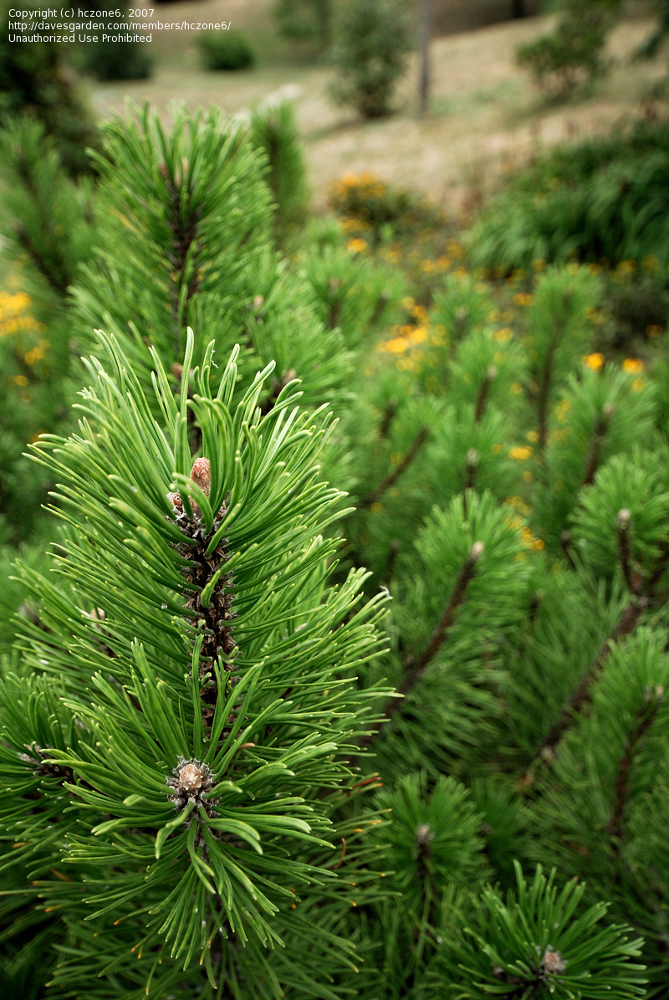 Copyright (c) hczone6, 2007
http://davesgarden.com/members/hczone6/
Unauthorized Use Prohibited